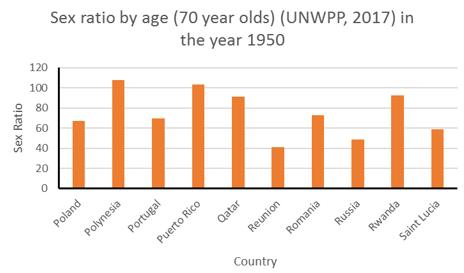 Sex ratio by age (70 year olds) (UNWPP, 2017) in
the year 1950
120
100
80
60
40
20
0
Sex Ratio
Poland
Polynesia
Portugal
Puerto Rico
Qatar
Reunion
Romania
Russia
Rwanda
Saint Lucia
Country